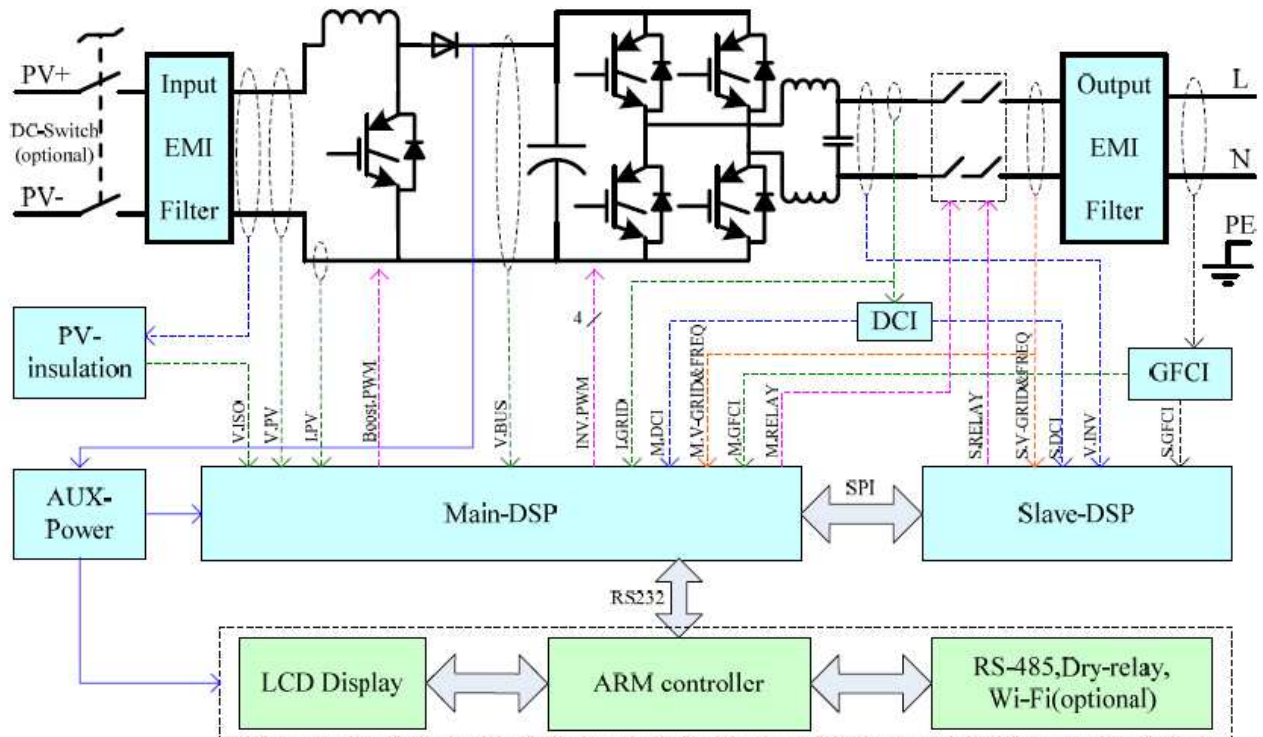 PV+
DC-Switch
(optional)
PV-
Input
EMI
Filter
Output
EMI
Filter
L
N
PE
PV-
insulation
4
DCI
GFCI
V.ISO
V.PV
I.PV
Boost.PWM
V.BUS
INV.PWM
I.GRID
M.DCI
M.V-GRID&FREQ
M.GFCI
M.RELAY
S.RELAY
S.V-GRID&FREQ
S.DCI
V.INV
S.GFCI
AUX-
Power
Main-DSP
SPI
Slave-DSP
RS232
LCD Display
ARM controller
RS-485,Dry-relay,
Wi-Fi(optional)